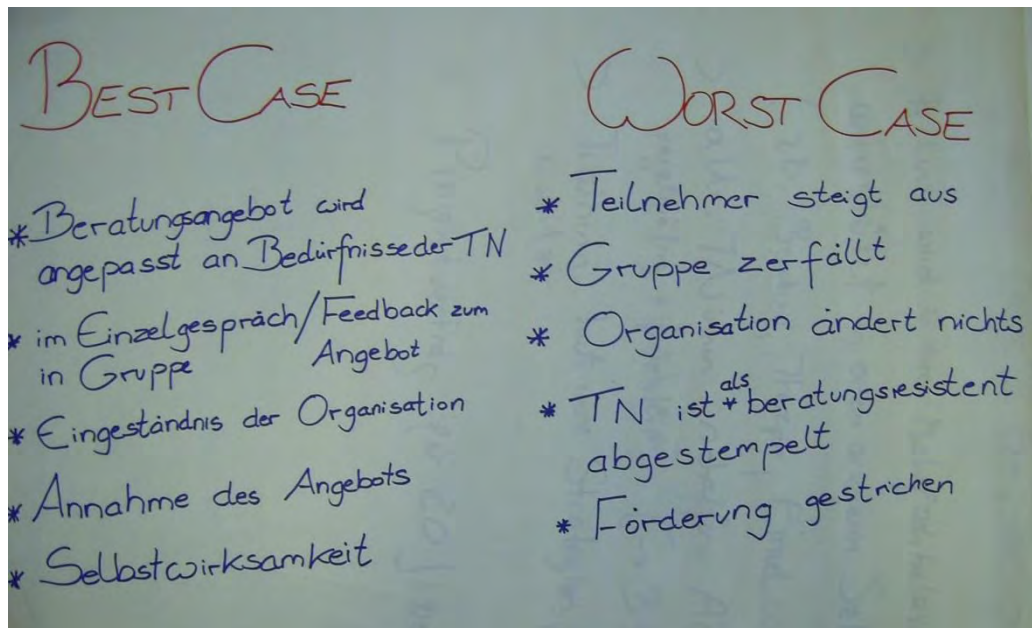 BEST CASE
* Beratungsangebot wird
angepasst an Bedürfnisse der TN
* im Einzelgespräch/Feedback zum
in Gruppe Angebot
* Eingeständnis der Organisation
* Annahme des Angebots
* Selbstwirksamkeit
WORST CASE
* Teilnehmer steigt aus
* Gruppe zerfällt
* Organisation ändert nichts
* TN ist als beratungsresistent
abgestempelt
* Förderung gestrichen